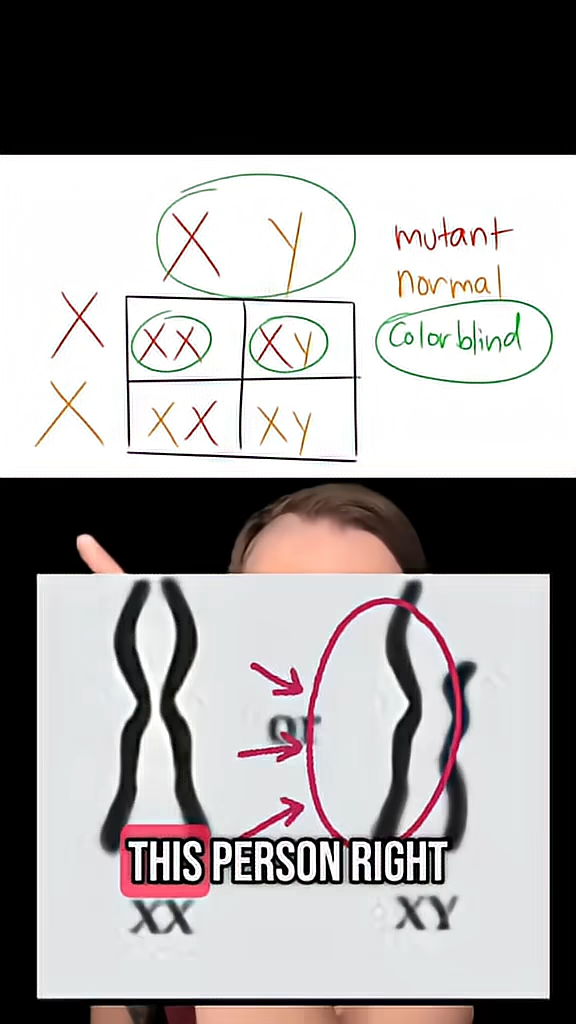 X y
mutant
normal
Colorblind
X
XX
Xy
X
XX
Xy
or
THIS PERSON RIGHT
XX
XY